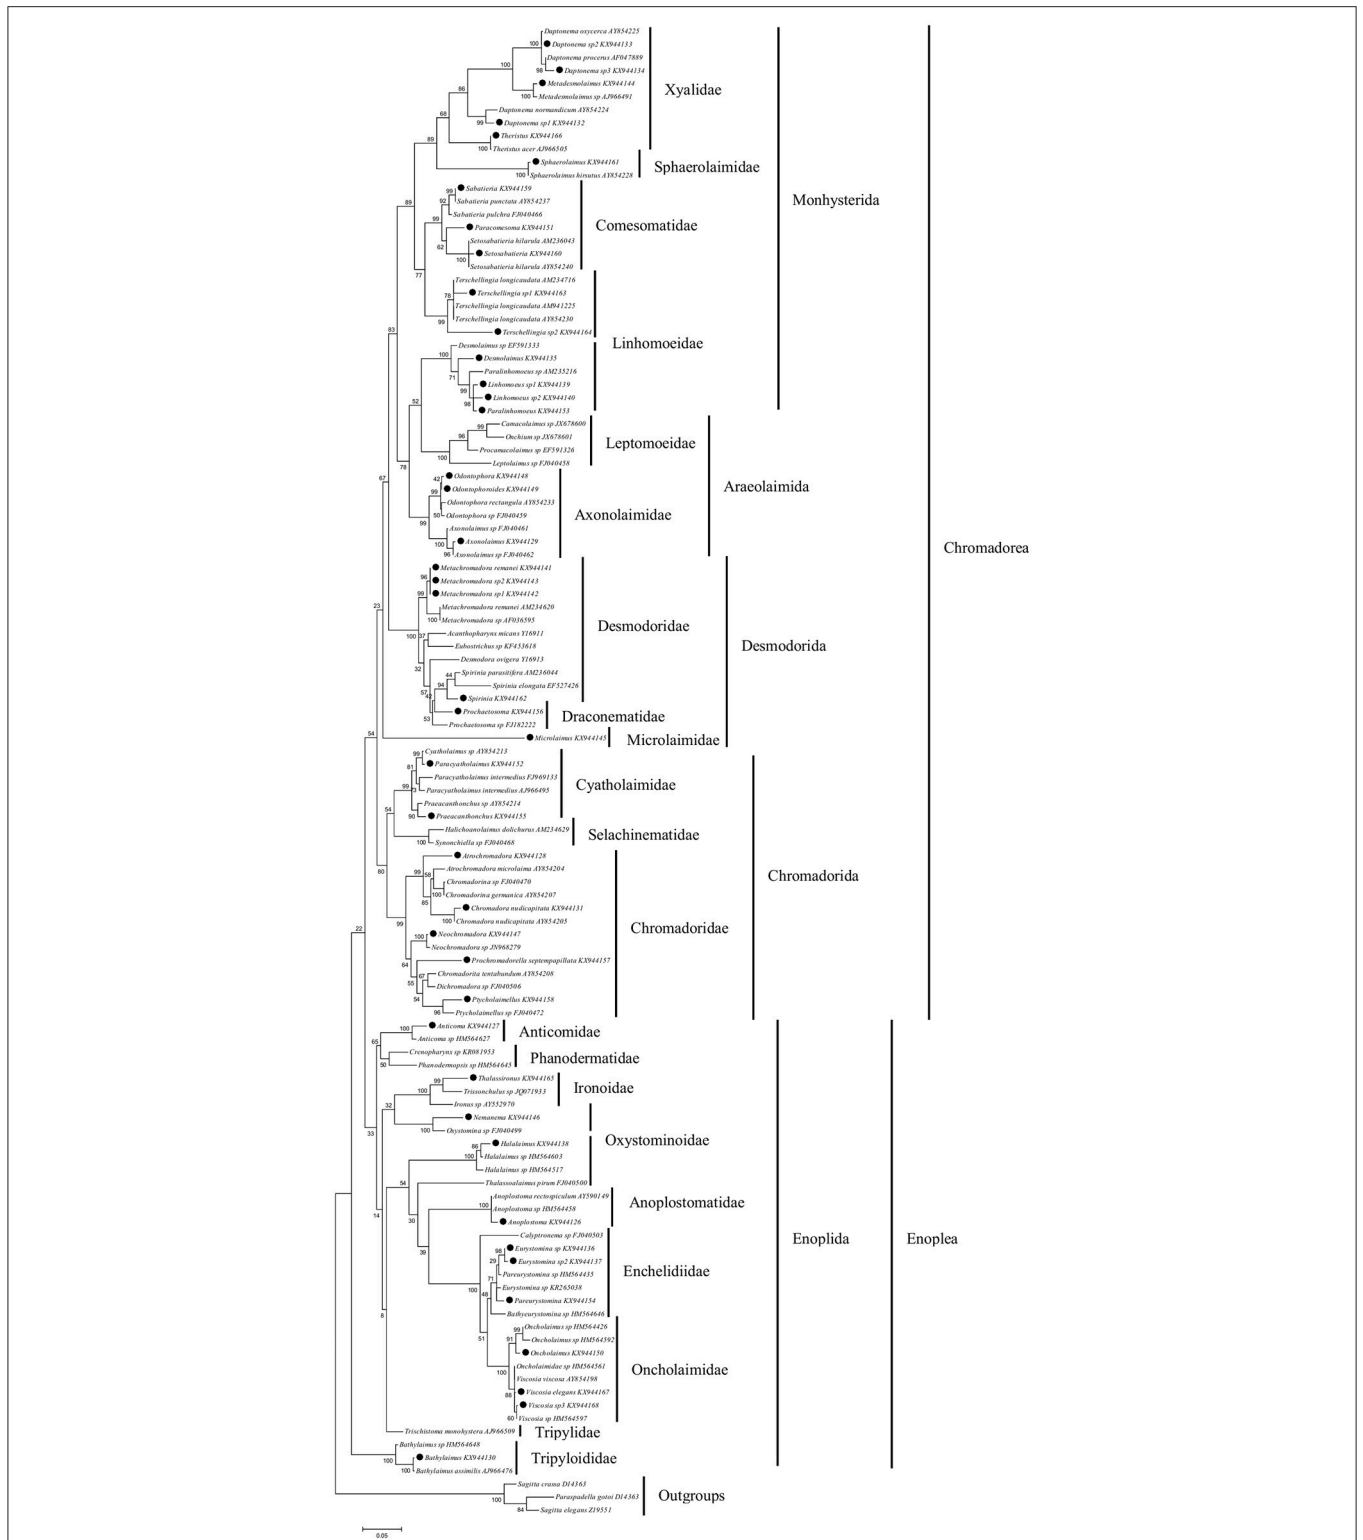 Daptonema oxycerca AY854225
Daptonema sp2 KX944133
Daptonema procerus AF047889
Daptonema sp3 KX944134
Metadesmolaimus KX944144
Metadesmolaimus sp AJ966491
Daptonema normandicum AY854224
Daptonema sp1 KX944132
Theristus KX944166
Theristus acer AJ966505
Xyalidae
Sphaerolaimus KX944161
Sphaerolaimus hirsutus AY854228
Sphaerolaimidae
Sabatieria KX944159
Sabatieria punctata AY854237
Sabatieria pulchra FJ040466
Paracomesoma KX944151
Setosabatieria hilarula AM236043
Setosabatieria KX944160
Setosabatieria hilarula AY854240
Comesomatidae
Terschellingia longicaudata AM234716
Terschellingia sp1 KX944163
Terschellingia longicaudata AM941225
Terschellingia longicaudata AY854230
Terschellingia sp2 KX944164
Desmolaimus sp EF591333
Desmolaimus KX944135
Paralinhomoeus sp AM235216
Linhomoeus sp1 KX944139
Linhomoeus sp2 KX944140
Paralinhomoeus KX944153
Linhomoeidae
Monhysterida
Camacolaimus sp JX678600
Onchium sp JX678601
Procamacolaimus sp EF591326
Leptolaimus sp FJ040458
Leptomoeidae
Odontophora KX944148
Odontophoroides KX944149
Odontophora rectangula AY854233
Odontophora sp FJ040459
Axonolaimus sp FJ040461
Axonolaimus KX944129
Axonolaimus sp FJ040462
Axonolaimidae
Araeolaimida
Metachromadora remanei KX944141
Metachromadora sp2 KX944143
Metachromadora sp1 KX944142
Metachromadora remanei AM234620
Metachromadora sp AF036595
Acanthopharynx micans Y16911
Eubostrichus sp KF453618
Desmodora ovigera Y16913
Spirinia parasitifera AM236044
Spirinia elongata EF527426
Spirinia KX944162
Desmodoridae
Prochaetosoma KX944156
Prochaetosoma sp FJ182222
Draconematidae
Microlaimus KX944145
Microlaimidae
Desmodorida
Cyatholaimus sp AY854213
Paracyatholaimus KX944152
Paracyatholaimus intermedius FJ969133
Paracyatholaimus intermedius AJ966495
Praeacanthonchus sp AY854214
Praeacanthonchus KX944155
Cyatholaimidae
Halichoanolaimus dolichurus AM234629
Synonchiella sp FJ040468
Selachinematidae
Atrochromadora KX944128
Atrochromadora microlaima AY854204
Chromadorina sp FJ040470
Chromadorina germanica AY854207
Chromadora nudicapitata KX944131
Chromadora nudicapitata AY854205
Neochromadora KX944147
Neochromadora sp JN968279
Prochromadorella septempapillata KX944157
Chromadorita tentabundum AY854208
Dichromadora sp FJ040506
Ptycholaimellus KX944158
Ptycholaimellus sp FJ040472
Chromadoridae
Chromadorida
Chromadorea
Anticoma KX944127
Anticoma sp HM564627
Anticomidae
Crenopharynx sp KR081953
Phanodermopsis sp HM564645
Phanodermatidae
Thalassironus KX944165
Trissonchulus sp JQ071933
Ironus sp AY552970
Ironoidae
Nemanema KX944146
Oxystomina sp FJ040499
Halalaimus KX944138
Halalaimus sp HM564603
Halalaimus sp HM564517
Thalassoalaimus pirum FJ040500
Oxystominoidae
Anoplostoma rectospiculum AY590149
Anoplostoma sp HM564458
Anoplostoma KX944126
Anoplostomatidae
Calyptronema sp FJ040503
Eurystomina sp KX944136
Eurystomina sp2 KX944137
Pareurystomina sp HM564435
Eurystomina sp KR265038
Pareurystomina KX944154
Bathyeurystomina sp HM564646
Enchelidiidae
Oncholaimus sp HM564426
Oncholaimus sp HM564592
Oncholaimus KX944150
Oncholaimidae sp HM564561
Viscosia viscosa AY854198
Viscosia elegans KX944167
Viscosia sp3 KX944168
Viscosia sp HM564597
Oncholaimidae
Trischistoma monohystera AJ966509
Tripylidae
Bathylaimus sp HM564648
Bathylaimus KX944130
Bathylaimus assimilis AJ966476
Tripyloididae
Enoplida
Enoplea
Sagitta crassa D14363
Paraspadella gotoi D14363
Sagitta elegans Z19551
Outgroups
0.05